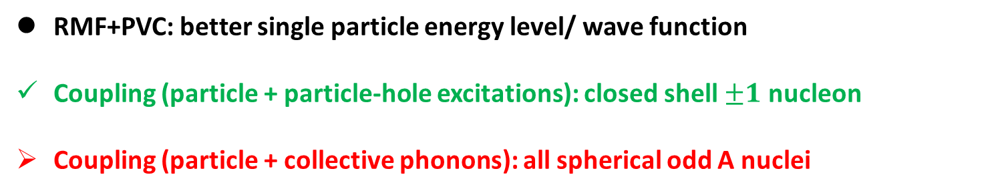 ● RMF+PVC: better single particle energy level/ wave function
✓ Coupling (particle + particle-hole excitations): closed shell ±1 nucleon
➢ Coupling (particle + collective phonons): all spherical odd A nuclei